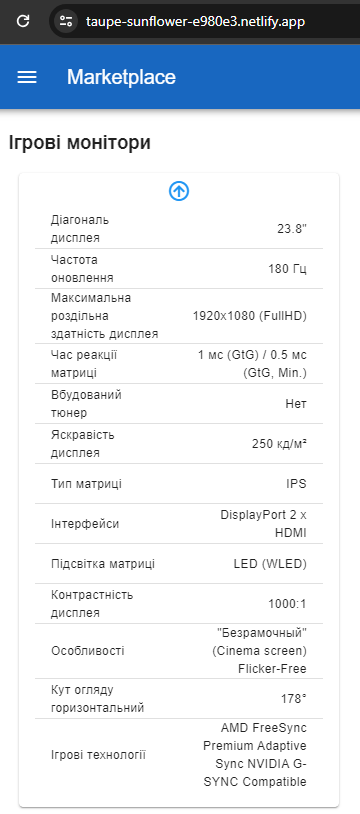 taupe-sunflower-e980e3.netlify.app
Marketplace
Ігрові монітори
Діагональ
дисплея
23.8"
Частота
оновлення
180 Гц
Максимальна
роздільна
здатність дисплея
1920x1080 (FullHD)
Час реакції
матриці
1 мс (GtG) / 0.5 мс
(GtG, Min.)
Вбудований
тюнер
Нет
Яскравість
дисплея
250 кд/м²
Тип матриці
IPS
Інтерфейси
DisplayPort 2 x
HDMI
Підсвітка матриці
LED (WLED)
Контрастність
дисплея
1000:1
Особливості
"Безрамочный"
(Cinema screen)
Flicker-Free
Кут огляду
горизонтальний
178°
Ігрові технології
AMD FreeSync
Premium Adaptive
Sync NVIDIA G-
SYNC Compatible